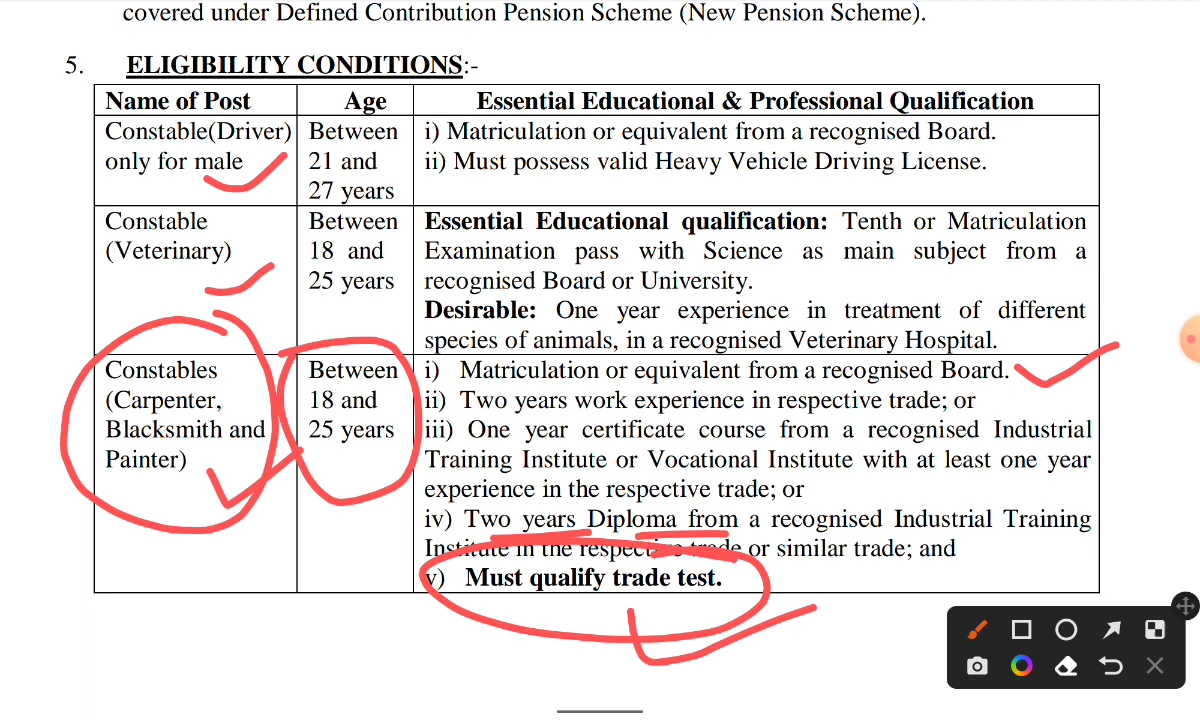 covered under Defined Contribution Pension Scheme (New Pension Scheme).
5. ELIGIBILITY CONDITIONS:-
Name of Post Age Essential Educational & Professional Qualification
Constable(Driver) only for male
Between 21 and 27 years
i) Matriculation or equivalent from a recognised Board.
ii) Must possess valid Heavy Vehicle Driving License.
Constable
(Veterinary)
Between
18 and
25 years
Essential Educational qualification: Tenth or Matriculation
Examination pass with Science as main subject from a
recognised Board or University.
Desirable: One year experience in treatment of different
species of animals, in a recognised Veterinary Hospital.
Constables
(Carpenter,
Blacksmith and
Painter)
Between
18 and
25 years
i) Matriculation or equivalent from a recognised Board.
ii) Two years work experience in respective trade; or
iii) One year certificate course from a recognised Industrial
Training Institute or Vocational Institute with at least one year
experience in the respective trade; or
iv) Two years Diploma from a recognised Industrial Training
Institute in the respective trade or similar trade; and
v) Must qualify trade test.